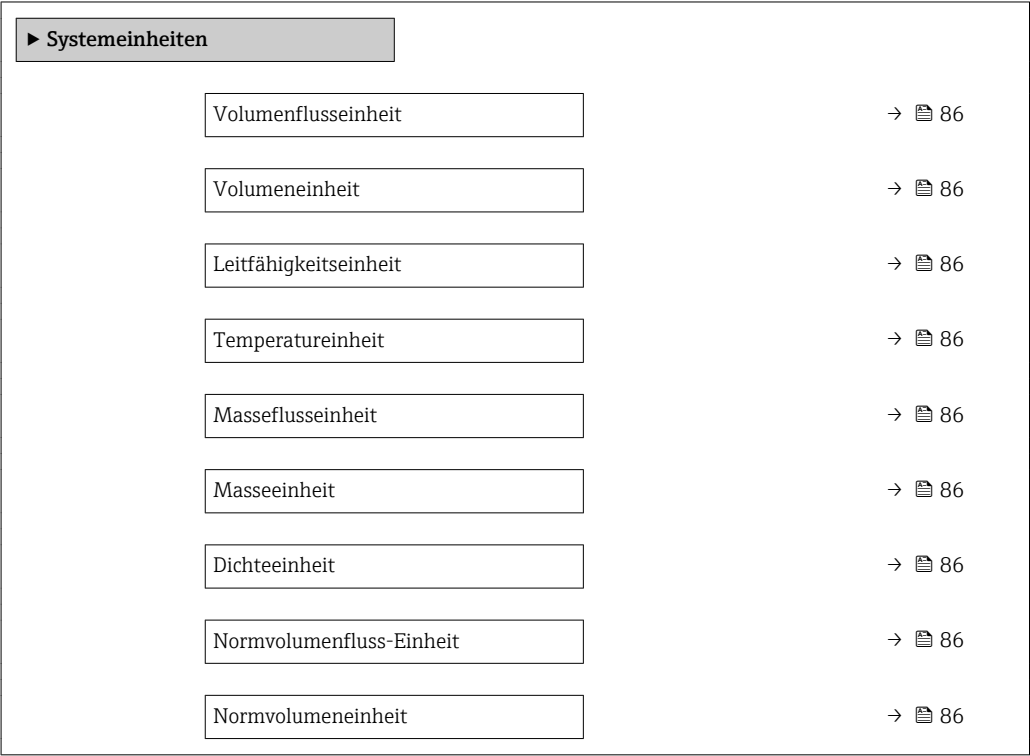 ▶ Systemeinheiten
Volumenflusseinheit → 86
Volumeneinheit → 86
Leitfähigkeitseinheit → 86
Temperatureinheit → 86
Masseflusseinheit → 86
Masseeinheit → 86
Dichteeinheit → 86
Normvolumenfluss-Einheit → 86
Normvolumeneinheit → 86